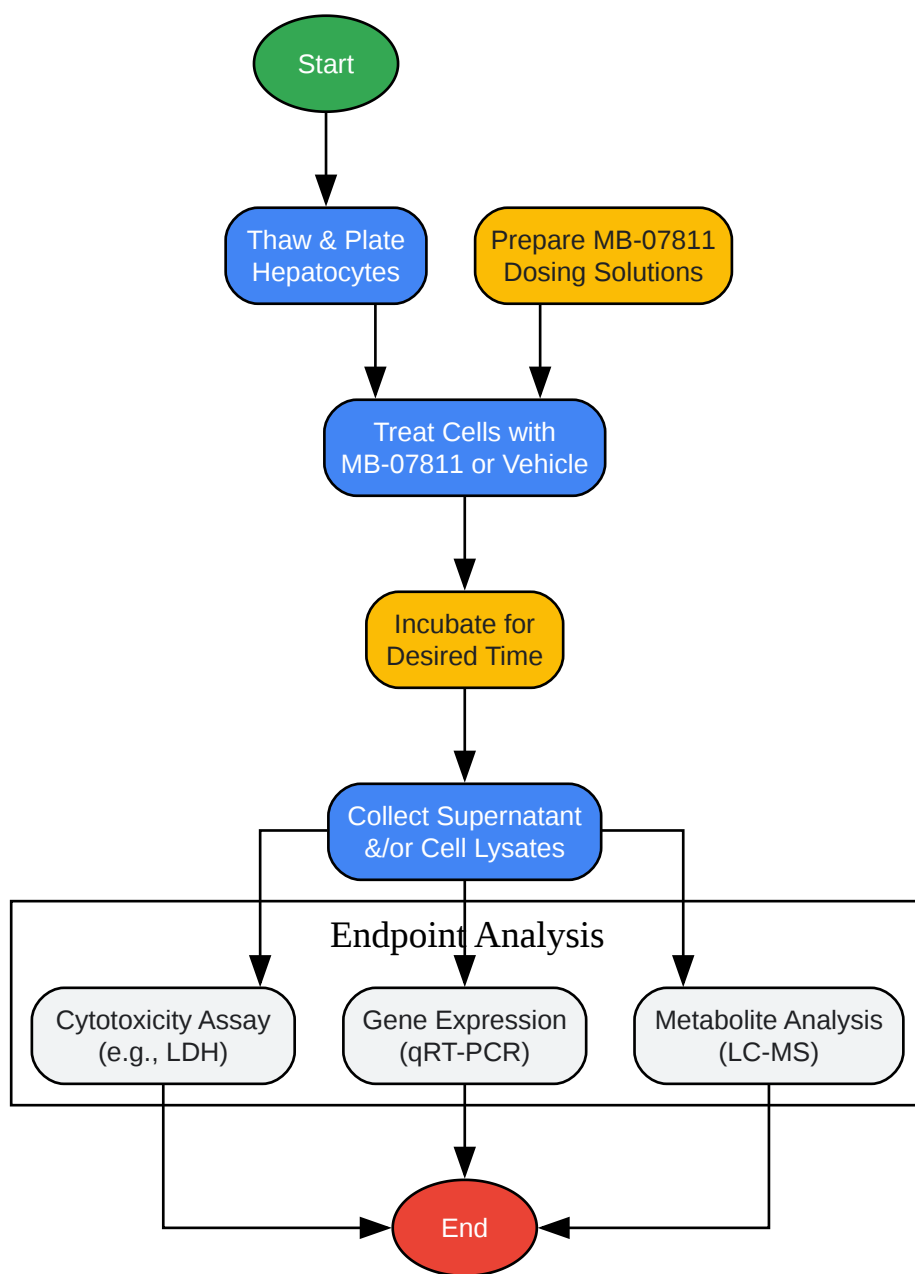 Start
Thaw & Plate
Hepatocytes
Prepare MB-07811
Dosing Solutions
Treat Cells with
MB-07811 or Vehicle
Incubate for
Desired Time
Collect Supernatant
&/or Cell Lysates
Endpoint Analysis
Cytotoxicity Assay
(e.g., LDH)
Gene Expression
(qRT-PCR)
Metabolite Analysis
(LC-MS)
End